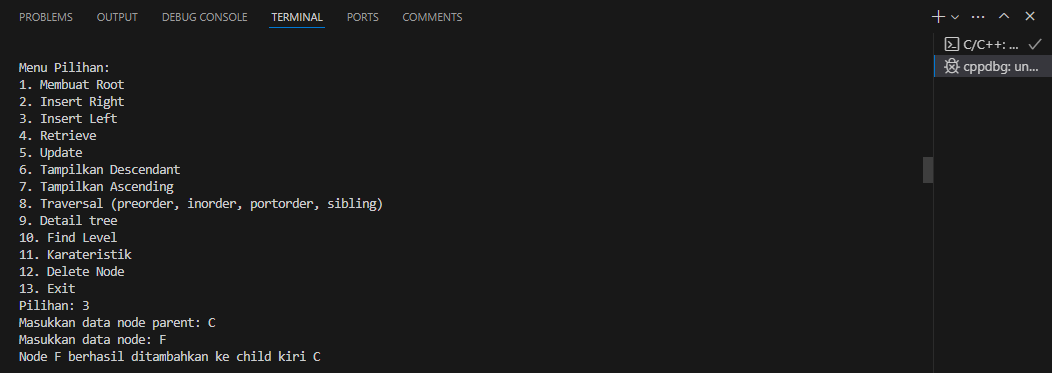 PROBLEMS OUTPUT DEBUG CONSOLE TERMINAL PORTS COMMENTS
C/C++: ...
cppdbg: un...
Menu Pilihan:
1. Membuat Root
2. Insert Right
3. Insert Left
4. Retrieve
5. Update
6. Tampilkan Descendant
7. Tampilkan Ascending
8. Traversal (preorder, inorder, portorder, sibling)
9. Detail tree
10. Find Level
11. Karateristik
12. Delete Node
13. Exit
Pilihan: 3
Masukkan data node parent: C
Masukkan data node: F
Node F berhasil ditambahkan ke child kiri C